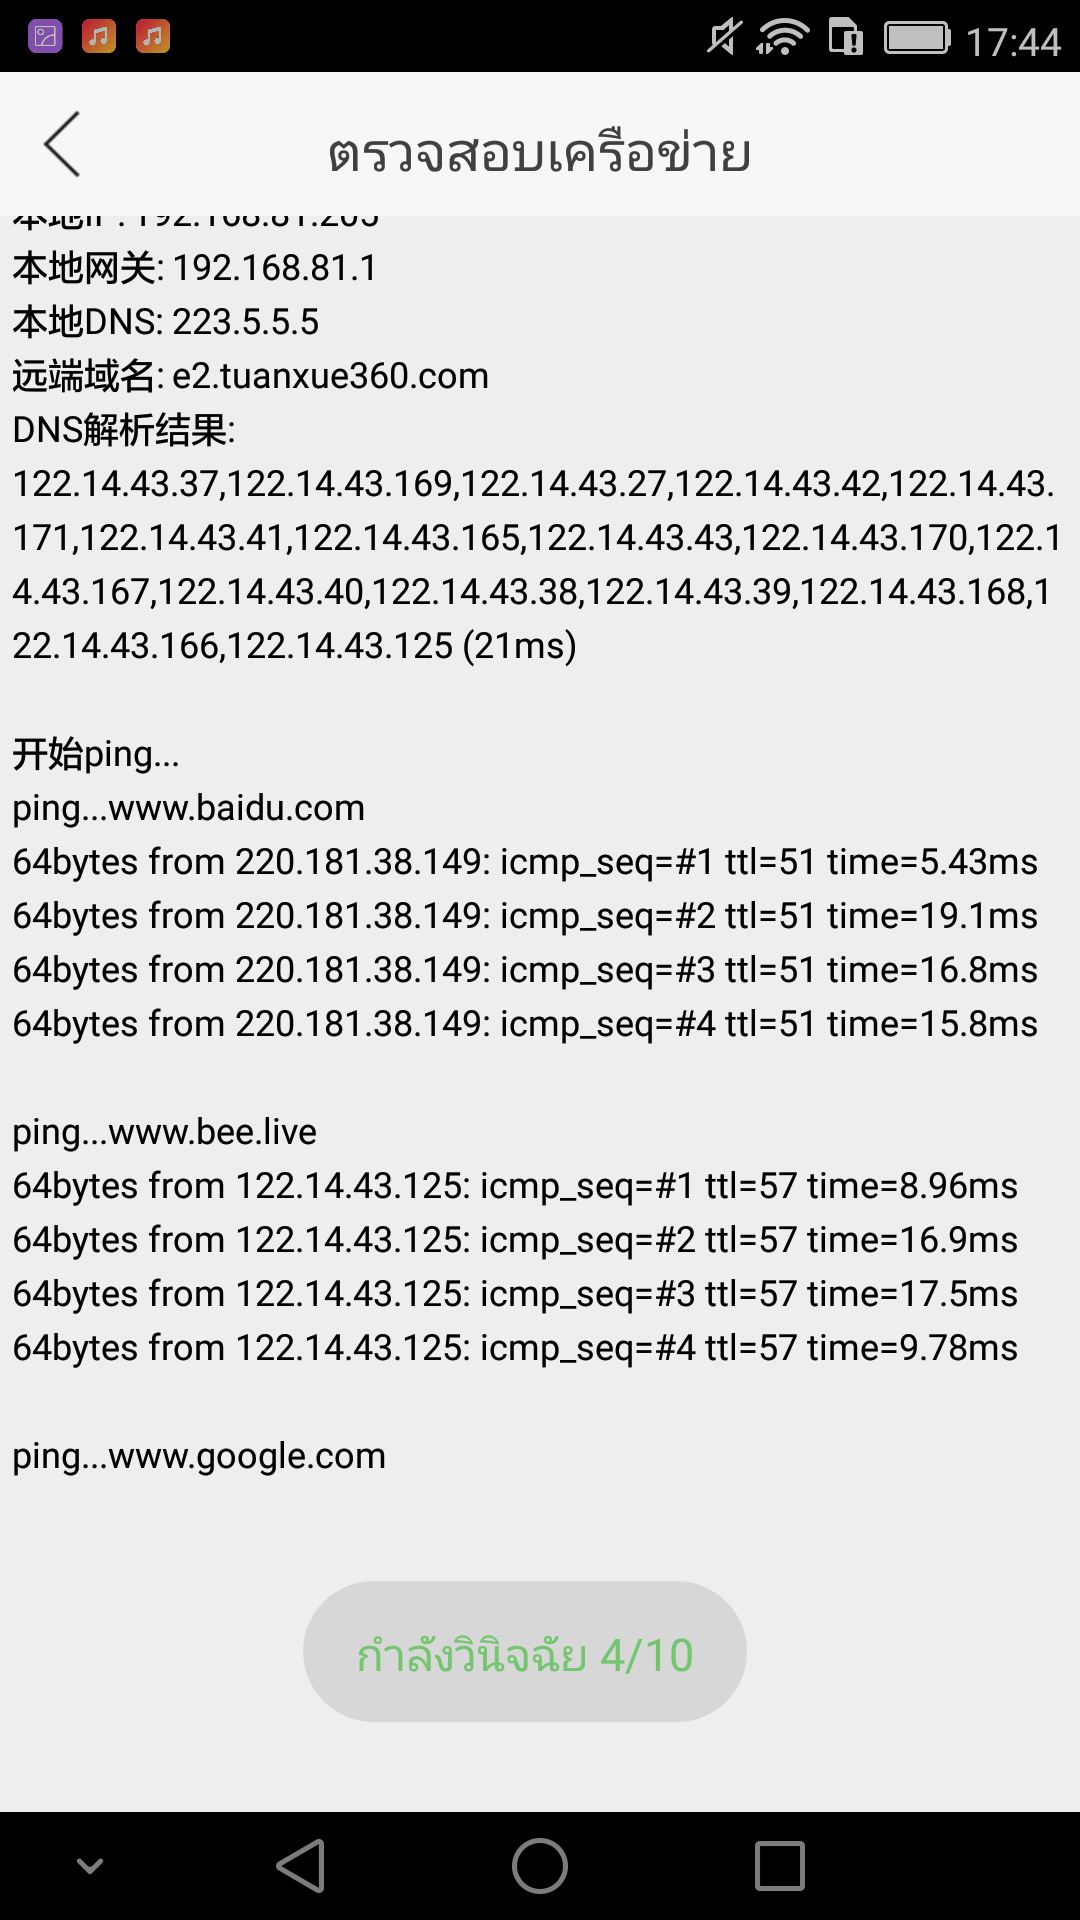 17:44
ตรวจสอบเครือข่าย
本地IP: 192.168.81.205
本地网关: 192.168.81.1
本地DNS: 223.5.5.5
远端域名: e2.tuanxue360.com
DNS解析结果:
122.14.43.37,122.14.43.169,122.14.43.27,122.14.43.42,122.14.43.
171,122.14.43.41,122.14.43.165,122.14.43.43,122.14.43.170,122.1
4.43.167,122.14.43.40,122.14.43.38,122.14.43.39,122.14.43.168,1
22.14.43.166,122.14.43.125 (21ms)
开始ping...
ping...www.baidu.com
64bytes from 220.181.38.149: icmp_seq=#1 ttl=51 time=5.43ms
64bytes from 220.181.38.149: icmp_seq=#2 ttl=51 time=19.1ms
64bytes from 220.181.38.149: icmp_seq=#3 ttl=51 time=16.8ms
64bytes from 220.181.38.149: icmp_seq=#4 ttl=51 time=15.8ms
ping...www.bee.live
64bytes from 122.14.43.125: icmp_seq=#1 ttl=57 time=8.96ms
64bytes from 122.14.43.125: icmp_seq=#2 ttl=57 time=16.9ms
64bytes from 122.14.43.125: icmp_seq=#3 ttl=57 time=17.5ms
64bytes from 122.14.43.125: icmp_seq=#4 ttl=57 time=9.78ms
ping...www.google.com
กำลังวินิจฉัย 4/10